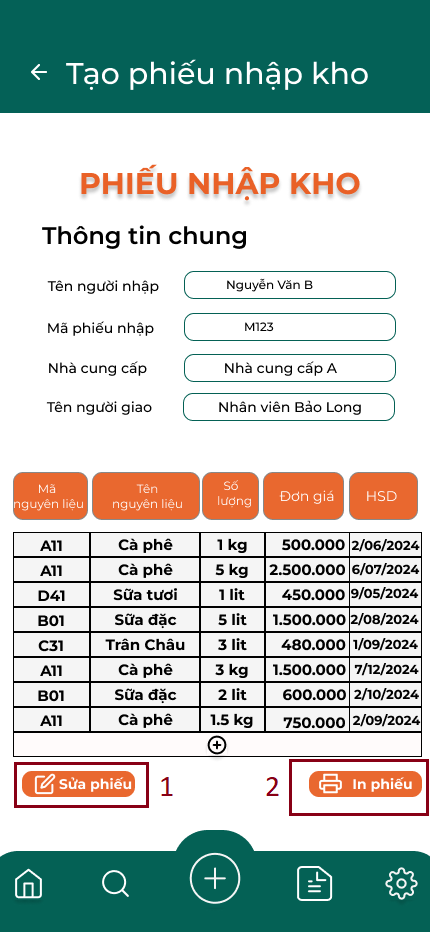 Tạo phiếu nhập kho
PHIẾU NHẬP KHO
Thông tin chung
Tên người nhập Nguyễn Văn B
Mã phiếu nhập M123
Nhà cung cấp Nhà cung cấp A
Tên người giao Nhân viên Bảo Long
Mã nguyên liệu Tên nguyên liệu Số lượng Đơn giá HSD
A11 Cà phê 1 kg 500.000 2/06/2024
A11 Cà phê 5 kg 2.500.000 6/07/2024
D41 Sữa tươi 1 lit 450.000 9/05/2024
B01 Sữa đặc 5 lit 1.500.000 2/08/2024
C31 Trân Châu 3 lit 480.000 1/09/2024
A11 Cà phê 3 kg 1.500.000 7/12/2024
B01 Sữa đặc 2 lit 600.000 2/10/2024
A11 Cà phê 1.5 kg 750.000 2/09/2024
Sửa phiếu 1 2 In phiếu